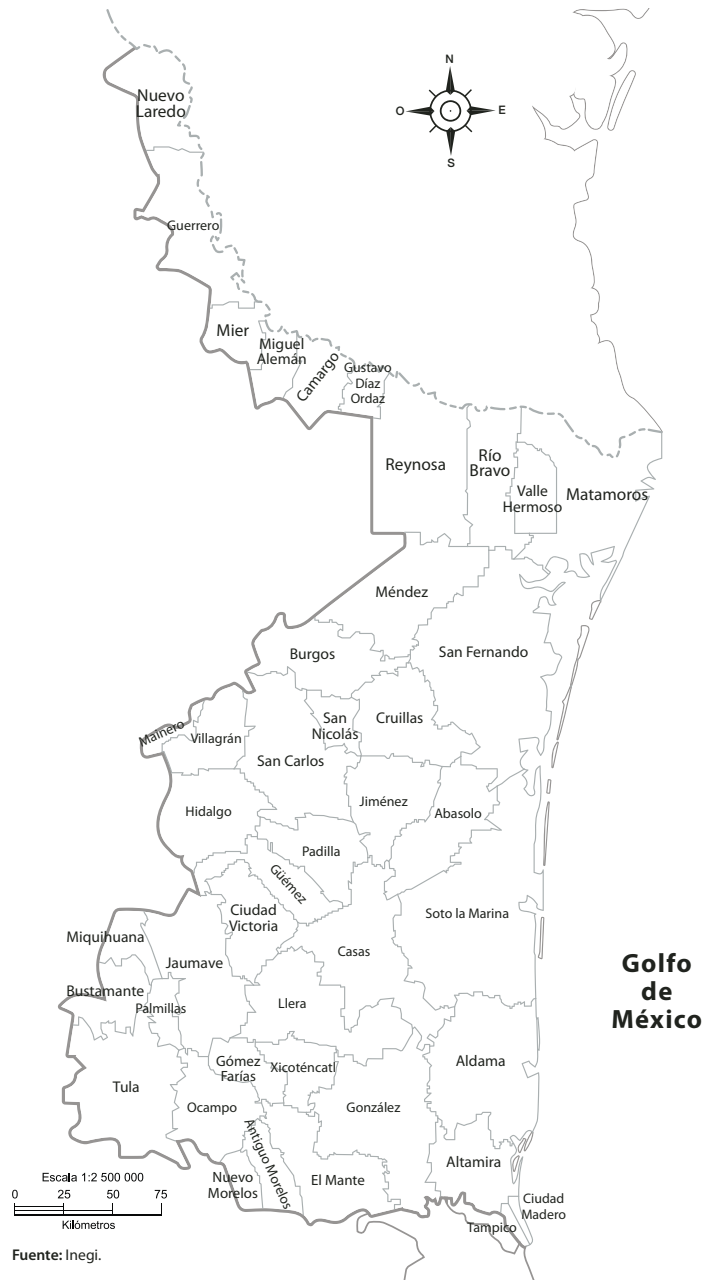 N
O
E
S
Nuevo
Laredo
Guerrero
Mier
Miguel
Alemán
Camargo
Gustavo
Díaz
Ordaz
Reynosa
Río
Bravo
Valle
Hermoso
Matamoros
Méndez
San Fernando
Burgos
San
Nicolás
Cruillas
Mainero
Villagrán
San Carlos
Hidalgo
Jiménez
Abasolo
Padilla
Güémez
Ciudad
Victoria
Soto la Marina
Miquihuana
Jaumave
Casas
Golfo
de
México
Bustamante
Palmillas
Llera
Gómez
Farías
Xicoténcatl
Aldama
Tula
Ocampo
González
Antiguo Morelos
Nuevo
Morelos
El Mante
Altamira
Ciudad
Madero
Tampico
Escala 1:2 500 000
0 25 50 75
Kilómetros
Fuente: Inegi.